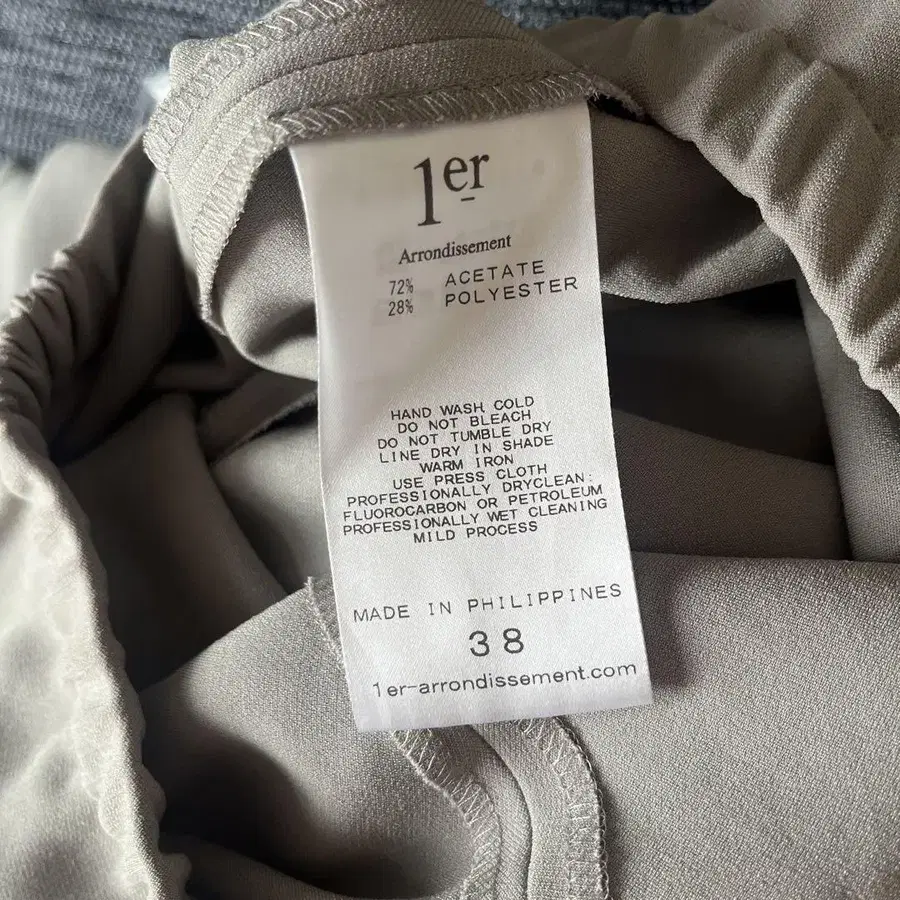 1er
Arrondissement
72% ACETATE
28% POLYESTER
HAND WASH COLD
DO NOT BLEACH
DO NOT TUMBLE DRY
LINE DRY IN SHADE
WARM IRON
USE PRESS CLOTH
PROFESSIONALLY DRYCLEAN:
FLUOROCARBON OR PETROLEUM
PROFESSIONALLY WET CLEANING
MILD PROCESS
MADE IN PHILIPPINES
38
1er-arrondissement.com